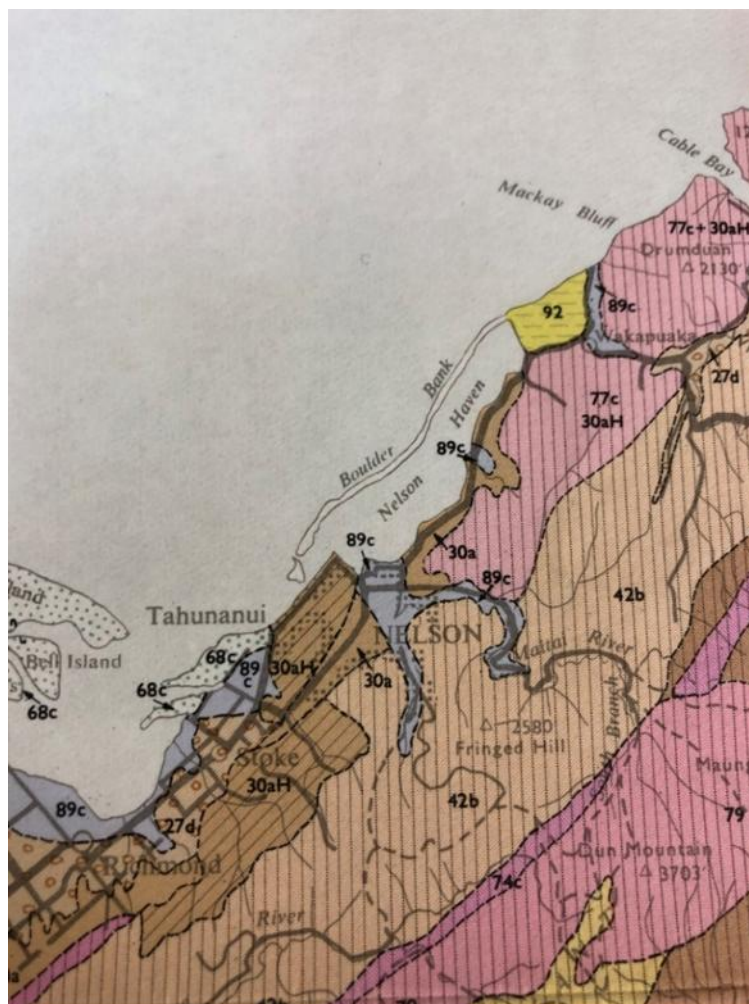 Cable Bay
12
Mackay Bluff
77c+30aH
Drumduan
△ 2130'
89c
92
Wakapuaka
27d
Boulder Bank
Nelson Haven
77c
30aH
89c
89c
30a
89c
42b
Tahunanui
NELSON
Maitai River
68c
89
c
30aH
30a
Bell Island
68c
68c
△ 2580
Fringed Hill
Branch
Stoke
30aH
42b
89c
27d
Richmond
79
Dun Mountain
△ 3703'
74c
River
42b